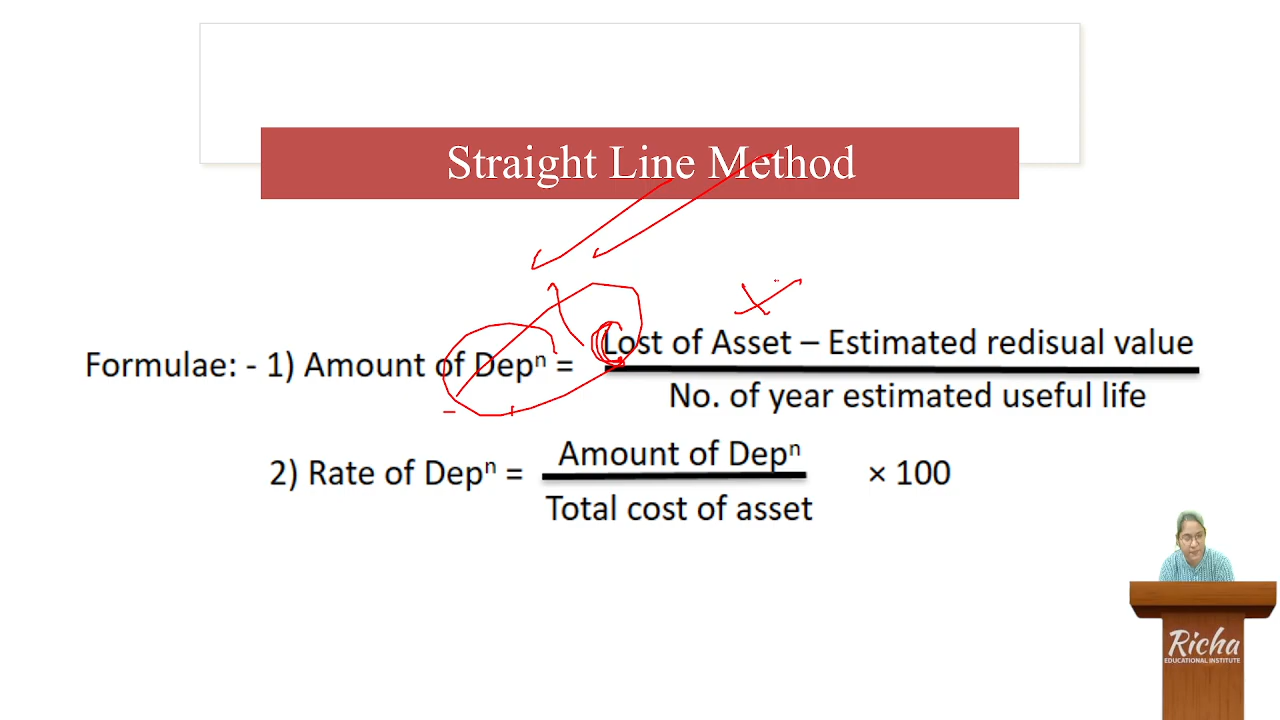 Straight Line Method
Formulae: - 1) Amount of Depⁿ = Lost of Asset – Estimated redisual value
No. of year estimated useful life
2) Rate of Depⁿ = Amount of Depⁿ × 100
Total cost of asset
Richa
EDUCATIONAL INSTITUTE